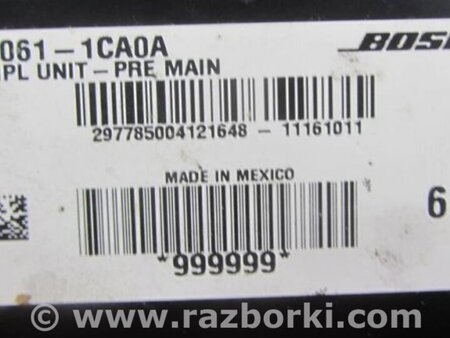 061-1CA0A
BOSE
PL UNIT-PRE MAIN
297785004121648 - 11161011
MADE IN MEXICO
6
*999999*
© www.razborki.com